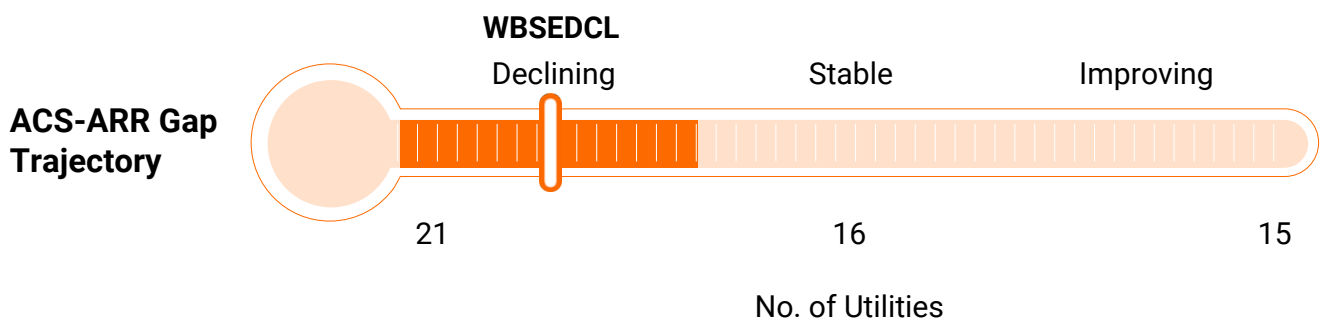 WBSEDCL
Declining
Stable
Improving
ACS-ARR Gap
Trajectory
21
16
15
No. of Utilities